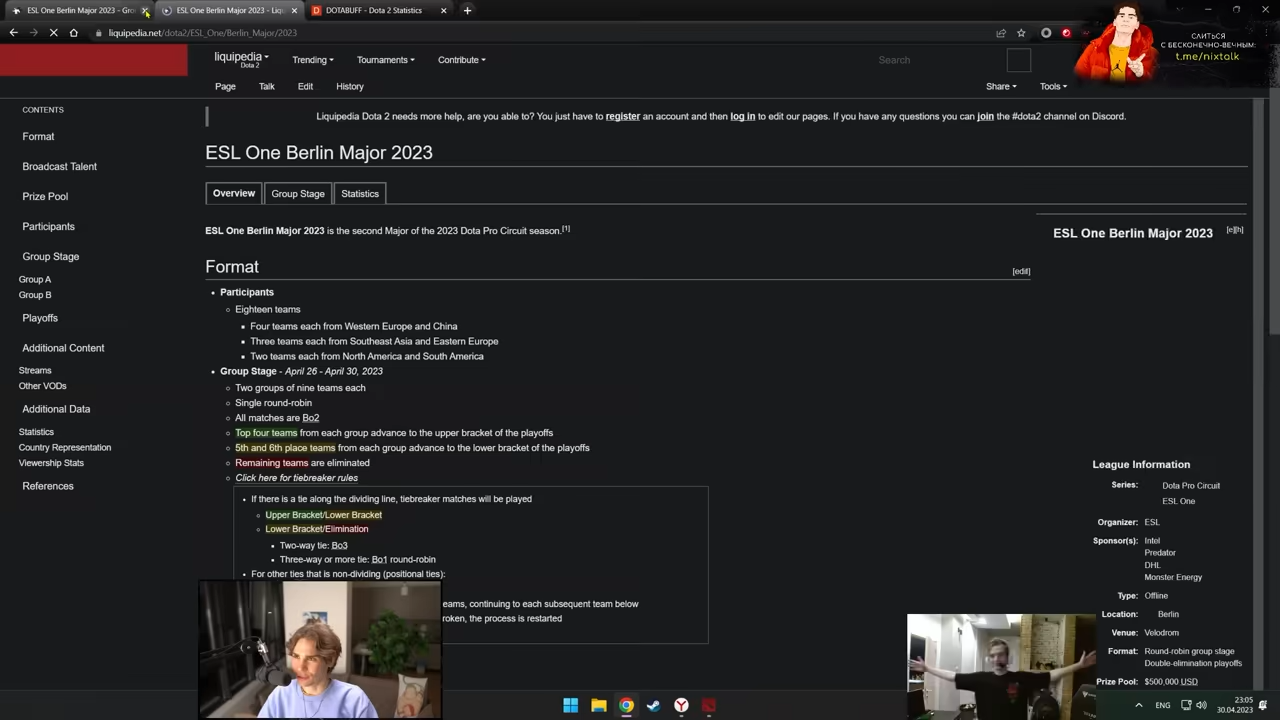 ESL One Berlin Major 2023 - Gro
ESL One Berlin Major 2023 - Liqui
DOTABUFF - Dota 2 Statistics
liquipedia.net/dota2/ESL_One/Berlin_Major/2023
СЛИТЬСЯ
С БЕСКОНЕЧНО-ВЕЧНЫМ:
t.me/nixtalk
liquipedia
Dota 2
Trending
Tournaments
Contribute
Search
Page
Talk
Edit
History
Share
Tools
CONTENTS
Format
Broadcast Talent
Prize Pool
Participants
Group Stage
Group A
Group B
Playoffs
Additional Content
Streams
Other VODs
Additional Data
Statistics
Country Representation
Viewership Stats
References
Liquipedia Dota 2 needs more help, are you able to? You just have to register an account and then log in to edit our pages. If you have any questions you can join the #dota2 channel on Discord.
ESL One Berlin Major 2023
Overview
Group Stage
Statistics
ESL One Berlin Major 2023 is the second Major of the 2023 Dota Pro Circuit season.[1]
Format
[edit]
Participants
Eighteen teams
Four teams each from Western Europe and China
Three teams each from Southeast Asia and Eastern Europe
Two teams each from North America and South America
Group Stage - April 26 - April 30, 2023
Two groups of nine teams each
Single round-robin
All matches are Bo2
Top four teams from each group advance to the upper bracket of the playoffs
5th and 6th place teams from each group advance to the lower bracket of the playoffs
Remaining teams are eliminated
Click here for tiebreaker rules
If there is a tie along the dividing line, tiebreaker matches will be played
Upper Bracket/Lower Bracket
Lower Bracket/Elimination
Two-way tie: Bo3
Three-way or more tie: Bo1 round-robin
For other ties that is non-dividing (positional ties):
eams, continuing to each subsequent team below
roken, the process is restarted
ESL One Berlin Major 2023
[e][h]
League Information
Series: Dota Pro Circuit
ESL One
Organizer: ESL
Sponsor(s): Intel
Predator
DHL
Monster Energy
Type: Offline
Location: Berlin
Venue: Velodrom
Format: Round-robin group stage
Double-elimination playoffs
Prize Pool: $500,000 USD
ENG
23:05
30.04.2023